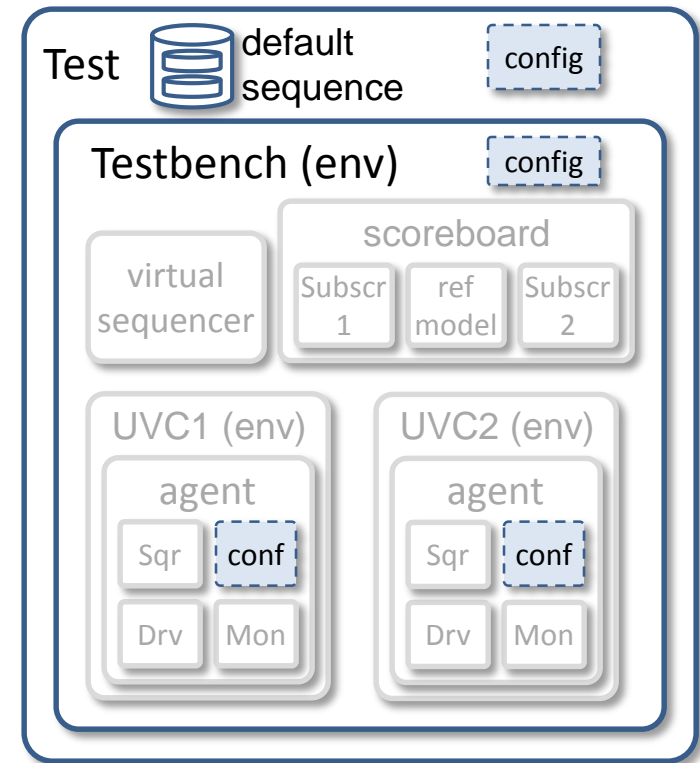 Test
default
sequence
config
Testbench (env)
config
virtual
sequencer
scoreboard
Subscr
1
ref
model
Subscr
2
UVC1 (env)
agent
Sqr
conf
Drv
Mon
UVC2 (env)
agent
Sqr
conf
Drv
Mon